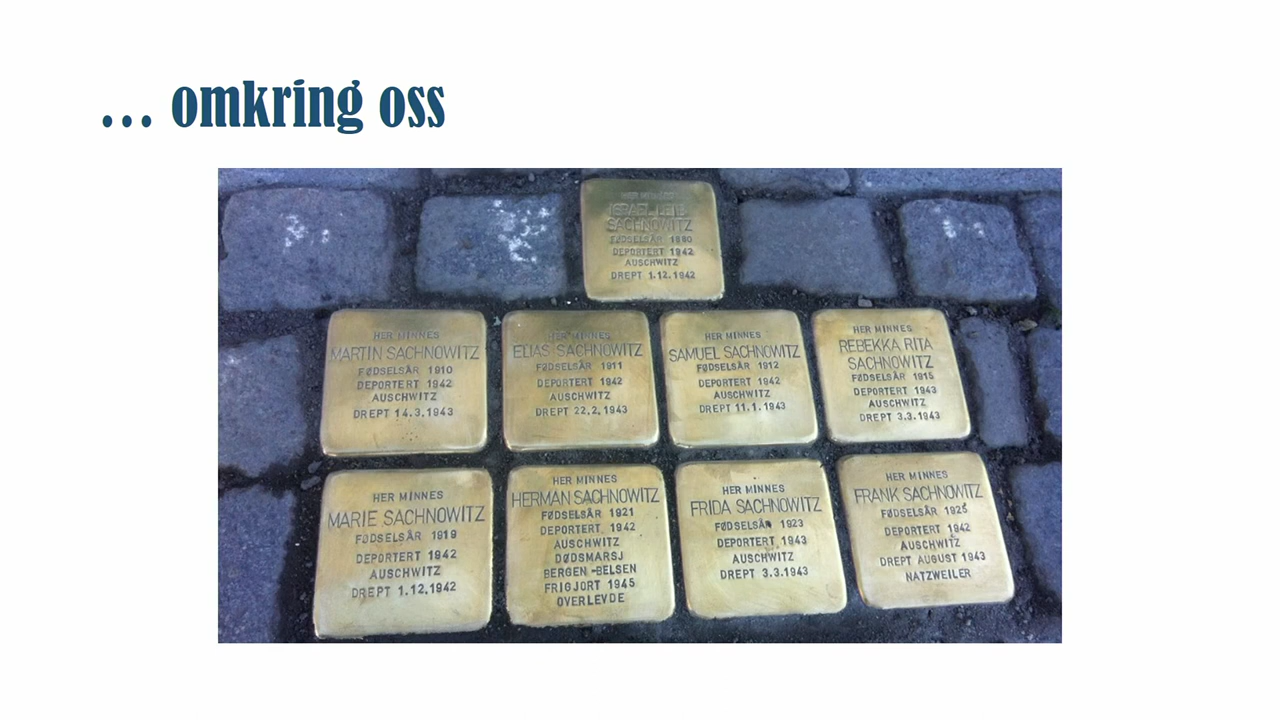 ... omkring oss
HER MINNES
ISRAEL LEIB
SACHNOWITZ
FØDSELSÅR 1880
DEPORTERT 1942
AUSCHWITZ
DREPT 1.12.1942
HER MINNES
MARTIN SACHNOWITZ
FØDSELSÅR 1910
DEPORTERT 1942
AUSCHWITZ
DREPT 14.3.1943
HER MINNES
ELIAS SACHNOWITZ
FØDSELSÅR 1911
DEPORTERT 1942
AUSCHWITZ
DREPT 22.2.1943
HER MINNES
SAMUEL SACHNOWITZ
FØDSELSÅR 1912
DEPORTERT 1942
AUSCHWITZ
DREPT 11.1.1943
HER MINNES
REBEKKA RITA
SACHNOWITZ
FØDSELSÅR 1915
DEPORTERT 1943
AUSCHWITZ
DREPT 3.3.1943
HER MINNES
MARIE SACHNOWITZ
FØDSELSÅR 1919
DEPORTERT 1942
AUSCHWITZ
DREPT 1.12.1942
HER MINNES
HERMAN SACHNOWITZ
FØDSELSÅR 1921
DEPORTERT 1942
AUSCHWITZ
DØDSMARSJ
BERGEN-BELSEN
FRIGJORT 1945
OVERLEVDE
HER MINNES
FRIDA SACHNOWITZ
FØDSELSÅR 1923
DEPORTERT 1943
AUSCHWITZ
DREPT 3.3.1943
HER MINNES
FRANK SACHNOWITZ
FØDSELSÅR 1925
DEPORTERT 1942
AUSCHWITZ
DREPT AUGUST 1943
NATZWEILER